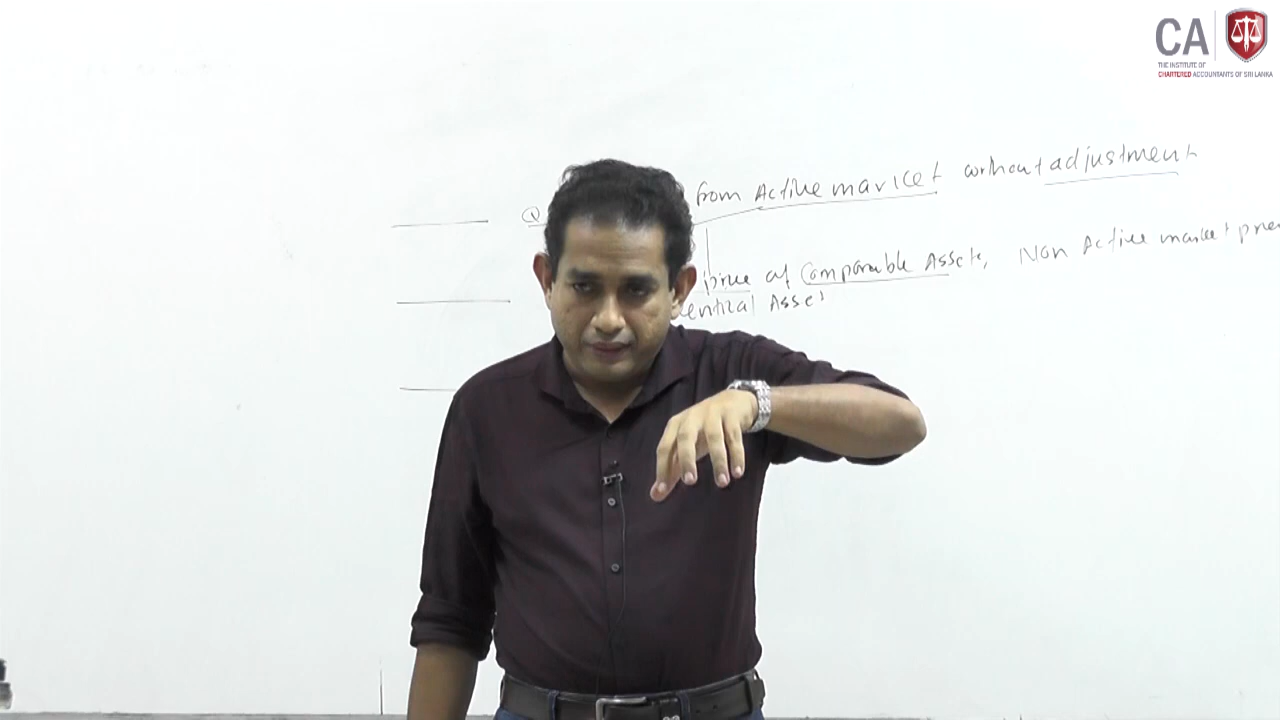 CA
THE INSTITUTE OF
CHARTERED ACCOUNTANTS OF SRI LANKA
Q
from Active market without adjustment
price of Comparable Assets, Non Active market
entical Asset